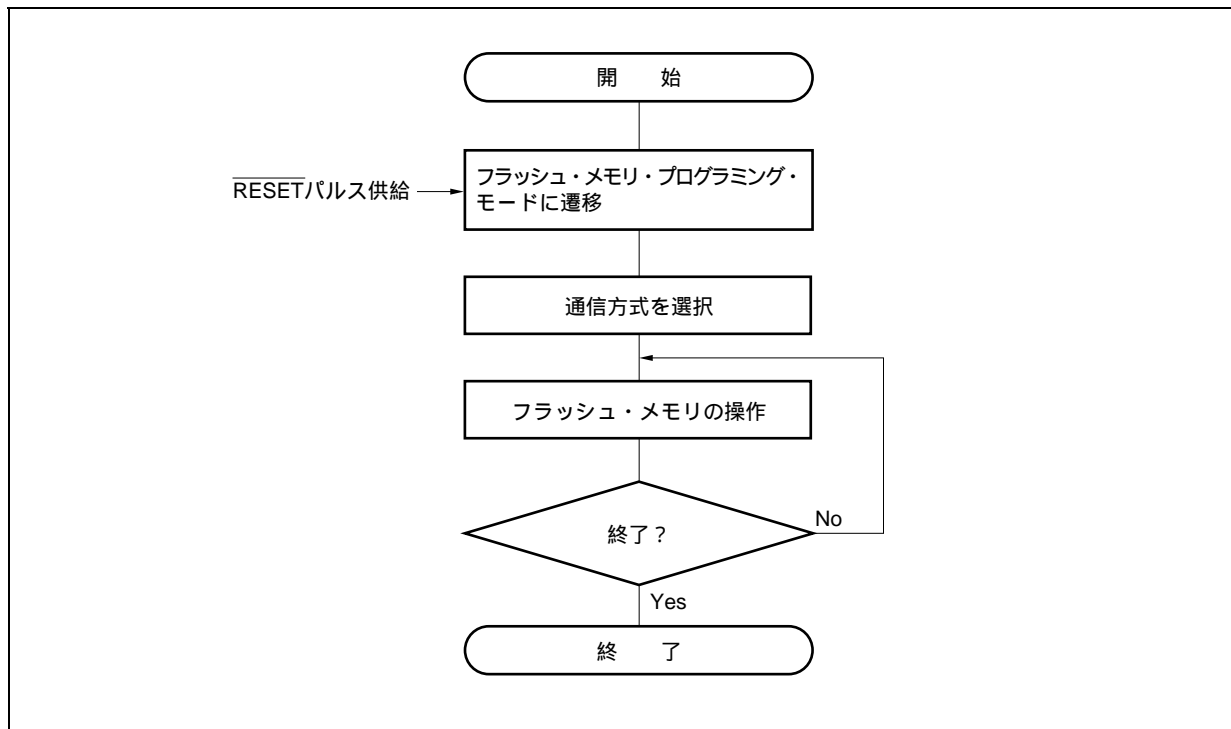 開　始
RESETパルス供給
フラッシュ・メモリ・プログラミング・
モードに遷移
通信方式を選択
フラッシュ・メモリの操作
終了？
No
Yes
終　了